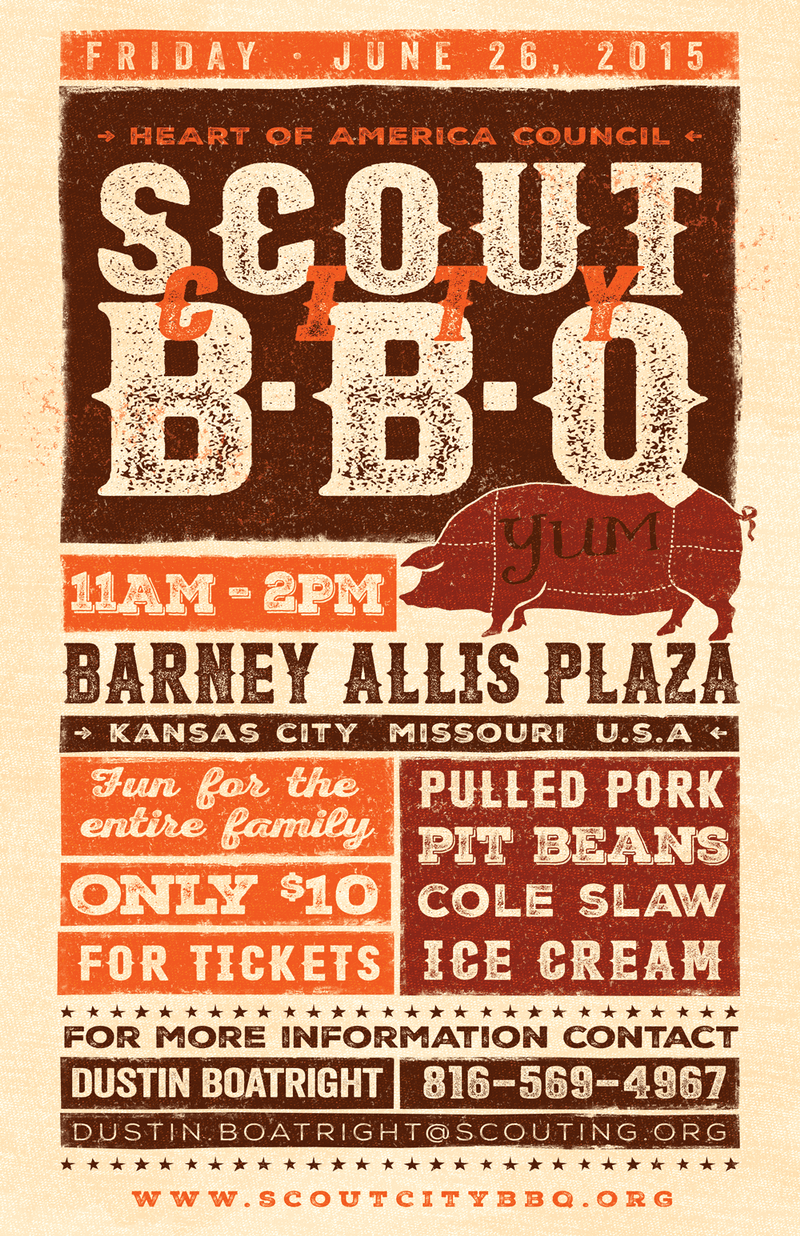 FRIDAY · JUNE 26, 2015
→ HEART OF AMERICA COUNCIL ←
SCOUT
CITY
B·B·Q
YUM
11AM - 2PM
BARNEY ALLIS PLAZA
→ KANSAS CITY MISSOURI U.S.A ←
Fun for the
entire family
ONLY $10
FOR TICKETS
PULLED PORK
PIT BEANS
COLE SLAW
ICE CREAM
FOR MORE INFORMATION CONTACT
DUSTIN BOATRIGHT 816-569-4967
DUSTIN.BOATRIGHT@SCOUTING.ORG
WWW.SCOUTCITYBBQ.ORG